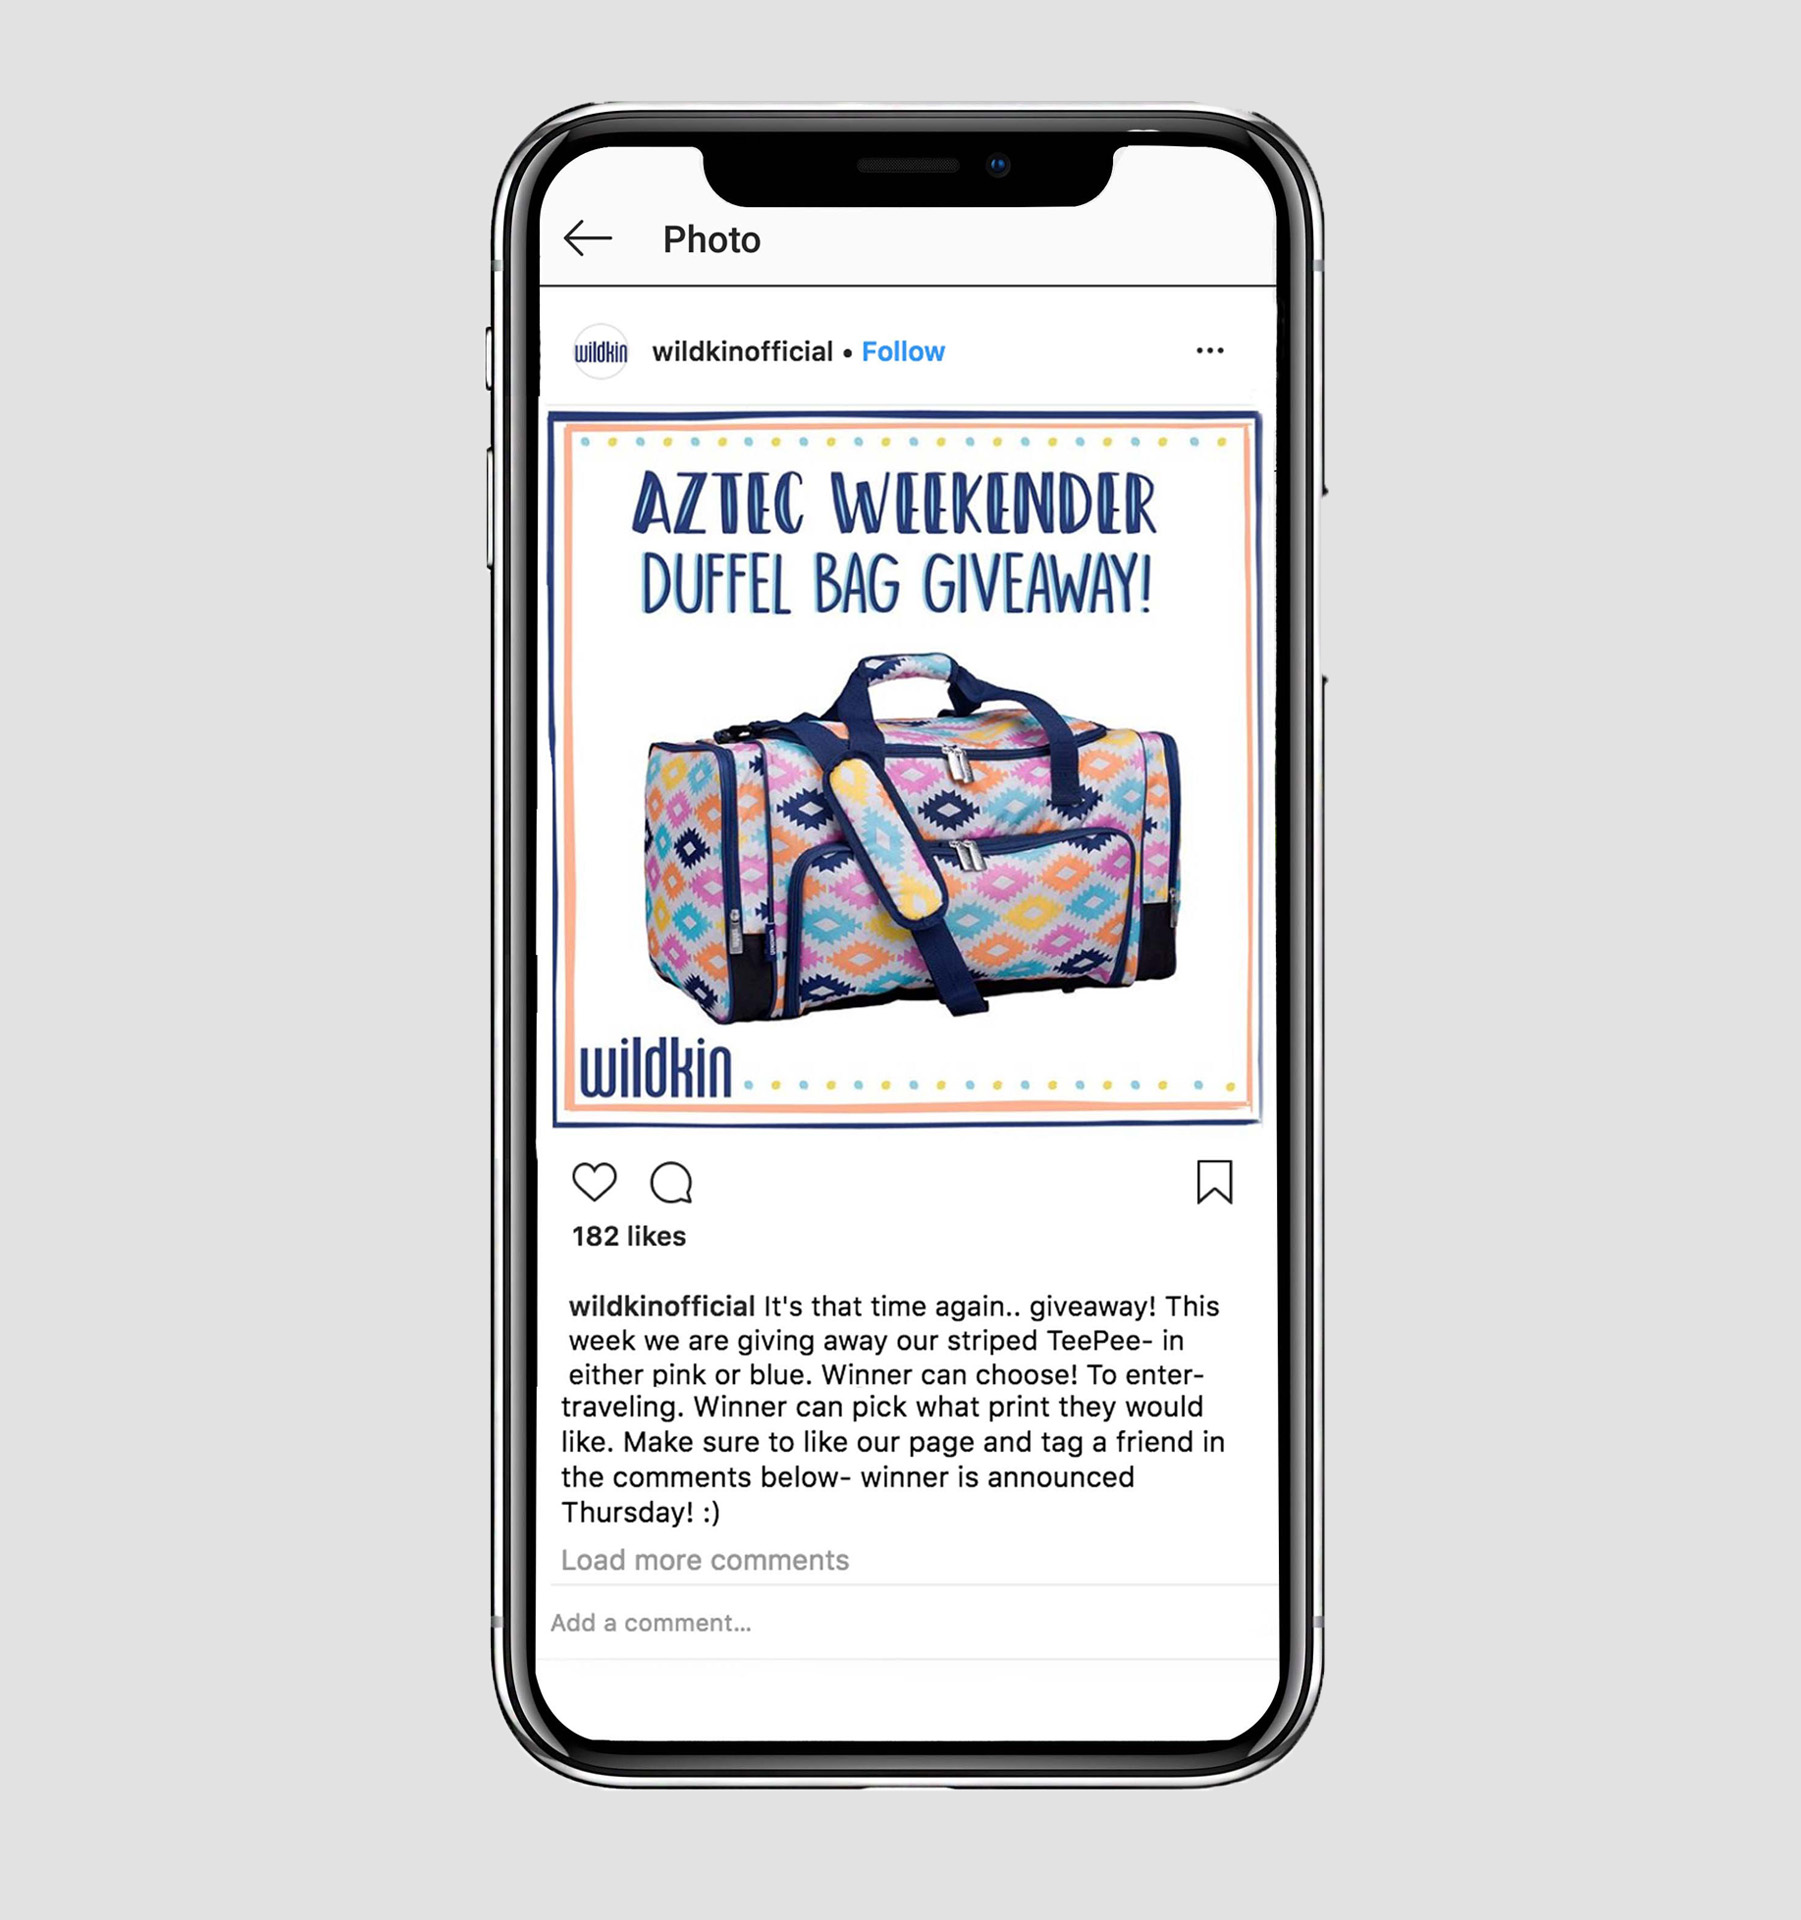 Photo
wildkin
wildkinofficial • Follow
AZTEC WEEKENDER
DUFFEL BAG GIVEAWAY!
wildkin
182 likes
wildkinofficial It's that time again.. giveaway! This
week we are giving away our striped TeePee- in
either pink or blue. Winner can choose! To enter-
traveling. Winner can pick what print they would
like. Make sure to like our page and tag a friend in
the comments below- winner is announced
Thursday! :)
Load more comments
Add a comment...